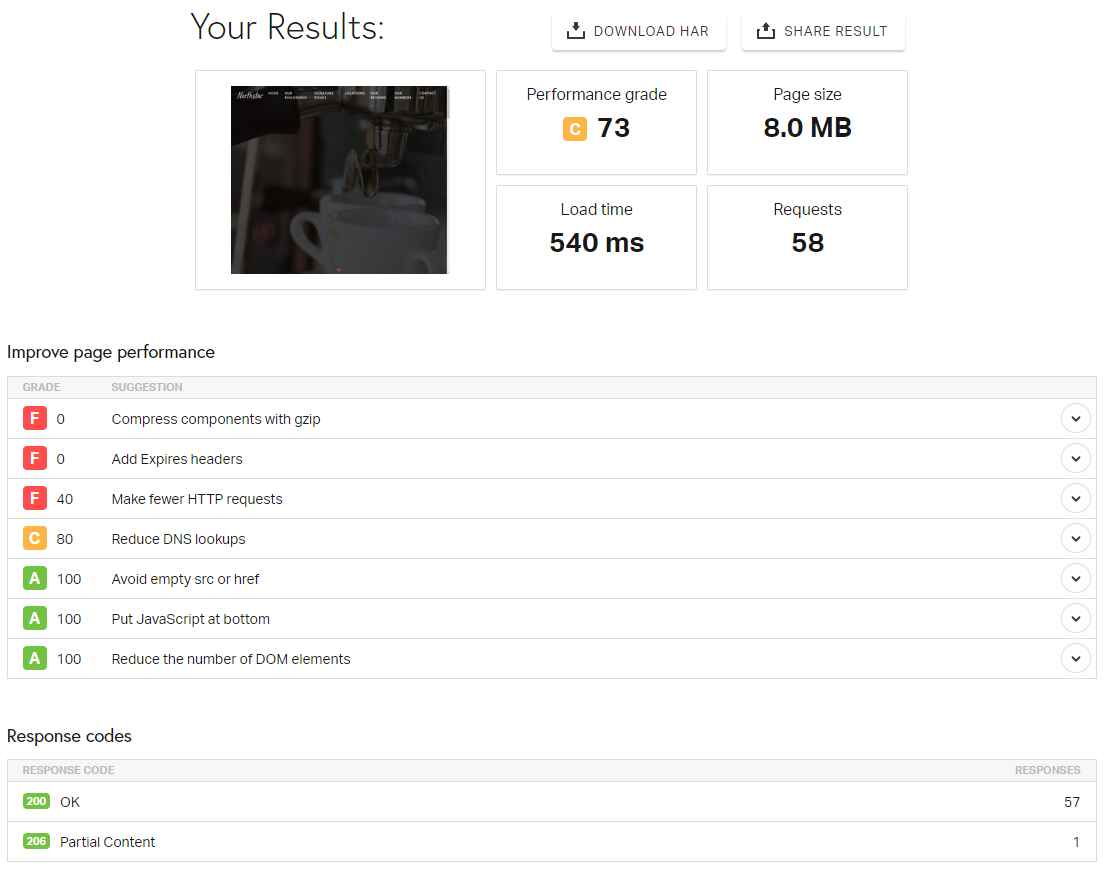 Your Results:
DOWNLOAD HAR
SHARE RESULT
Northstar
HOME
OUR PHILOSOPHY
SIGNATURE
LOCATIONS
OUR REVIEWS
OUR MEMBERS
CONTACT US
Performance grade
C 73
Page size
8.0 MB
Load time
540 ms
Requests
58
Improve page performance
GRADE SUGGESTION
F 0 Compress components with gzip
F 0 Add Expires headers
F 40 Make fewer HTTP requests
C 80 Reduce DNS lookups
A 100 Avoid empty src or href
A 100 Put JavaScript at bottom
A 100 Reduce the number of DOM elements
Response codes
RESPONSE CODE RESPONSES
200 OK 57
206 Partial Content 1